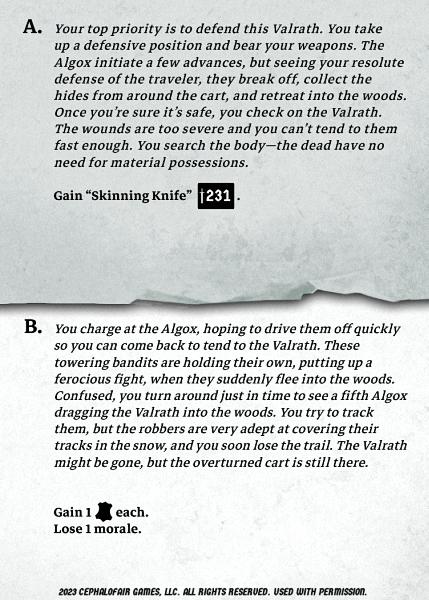 A. Your top priority is to defend this Valrath. You take
up a defensive position and bear your weapons. The
Algox initiate a few advances, but seeing your resolute
defense of the traveler, they break off, collect the
hides from around the cart, and retreat into the woods.
Once you're sure it's safe, you check on the Valrath.
The wounds are too severe and you can't tend to them
fast enough. You search the body—the dead have no
need for material possessions.
Gain “Skinning Knife” †231.
B. You charge at the Algox, hoping to drive them off quickly
so you can come back to tend to the Valrath. These
towering bandits are holding their own, putting up a
ferocious fight, when they suddenly flee into the woods.
Confused, you turn around just in time to see a fifth Algox
dragging the Valrath into the woods. You try to track
them, but the robbers are very adept at covering their
tracks in the snow, and you soon lose the trail. The Valrath
might be gone, but the overturned cart is still there.
Gain 1 each.
Lose 1 morale.
2023 CEPHALOFAIR GAMES, LLC. ALL RIGHTS RESERVED. USED WITH PERMISSION.